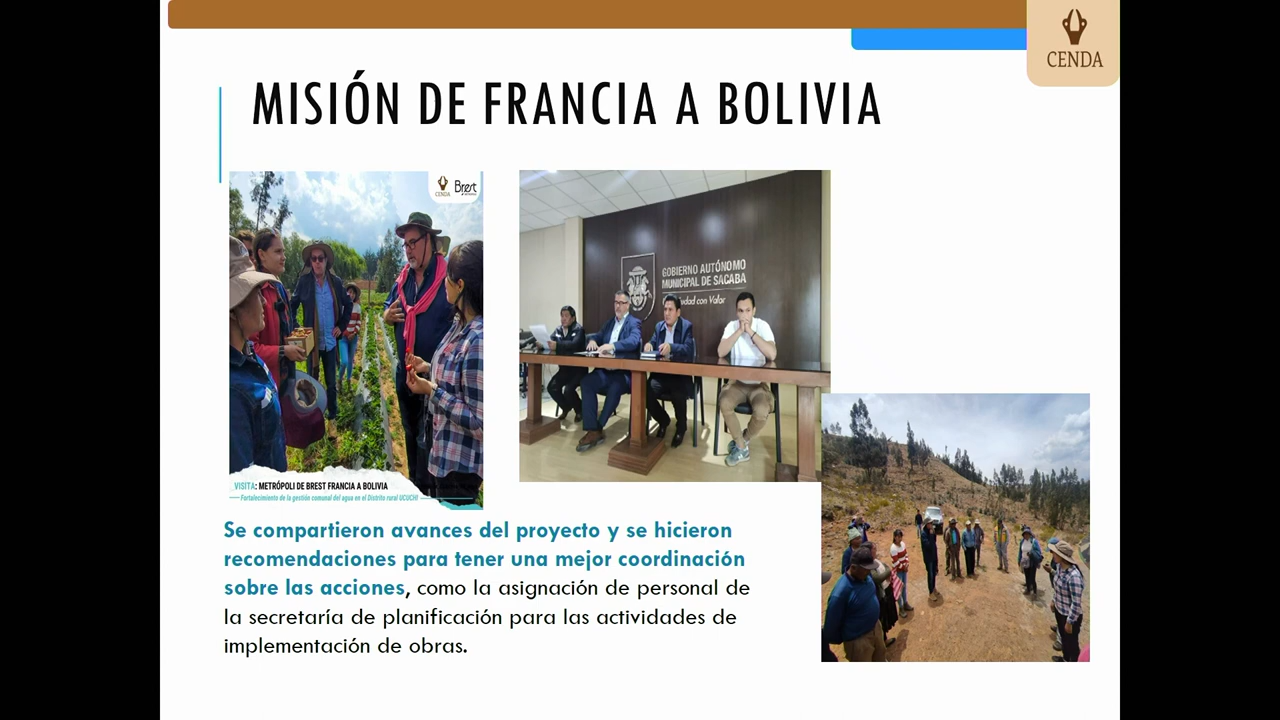 CENDA
MISIÓN DE FRANCIA A BOLIVIA
CENDA Brest
GOBIERNO AUTÓNOMO
MUNICIPAL DE SACABA
Ciudad con Valor
VISITA: METRÓPOLI DE BREST FRANCIA A BOLIVIA
Fortalecimiento de la gestión comunal del agua en el Distrito rural UCUCHI
Se compartieron avances del proyecto y se hicieron
recomendaciones para tener una mejor coordinación
sobre las acciones, como la asignación de personal de
la secretaría de planificación para las actividades de
implementación de obras.